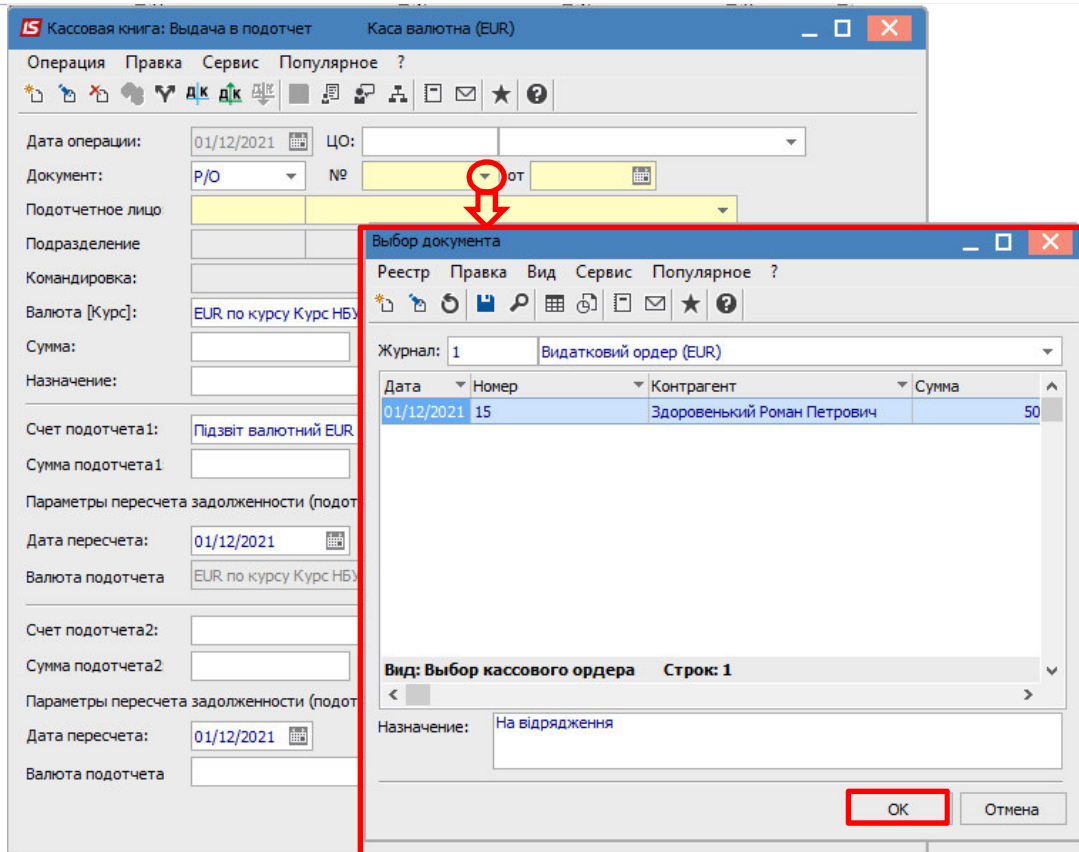 Кассовая книга: Выдача в подотчет Каса валютна (EUR)
Операция Правка Сервис Популярное ?
Дата операции: 01/12/2021 ЦО:
Документ: Р/О № от
Подотчетное лицо
Подразделение
Командировка:
Валюта [Курс]: EUR по курсу Курс НБУ
Сумма:
Назначение:
Счет подотчета1: Підзвіт валютний EUR
Сумма подотчета1
Параметры пересчета задолженности (подот
Дата пересчета: 01/12/2021
Валюта подотчета EUR по курсу Курс НБУ
Счет подотчета2:
Сумма подотчета2
Параметры пересчета задолженности (подот
Дата пересчета: 01/12/2021
Валюта подотчета
Выбор документа
Реестр Правка Вид Сервис Популярное ?
Журнал: 1 Видатковий ордер (EUR)
Дата Номер Контрагент Сумма
01/12/2021 15 Здоровенький Роман Петрович 50
Вид: Выбор кассового ордера Строк: 1
Назначение: На відрядження
OK Отмена